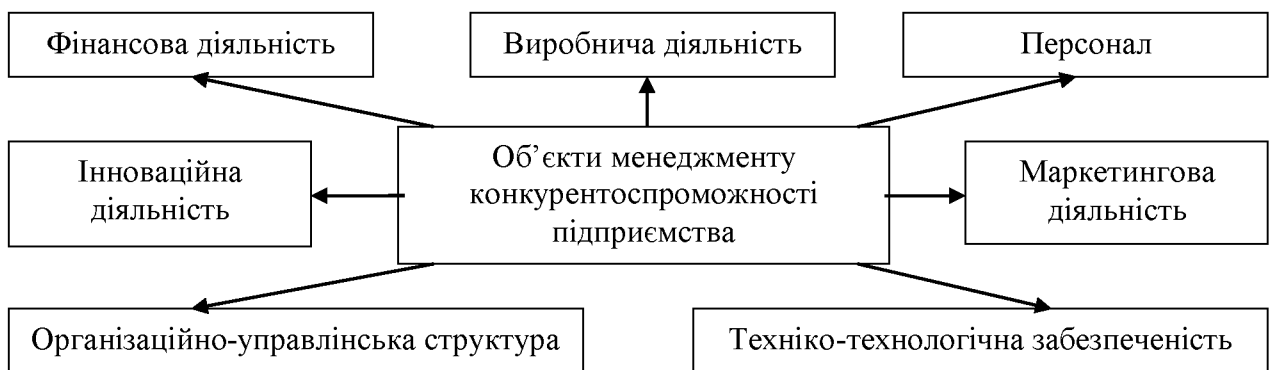 Фінансова діяльність
Виробнича діяльність
Персонал
Інноваційна
діяльність
Об’єкти менеджменту
конкурентоспроможності
підприємства
Маркетингова
діяльність
Організаційно-управлінська структура
Техніко-технологічна забезпеченість